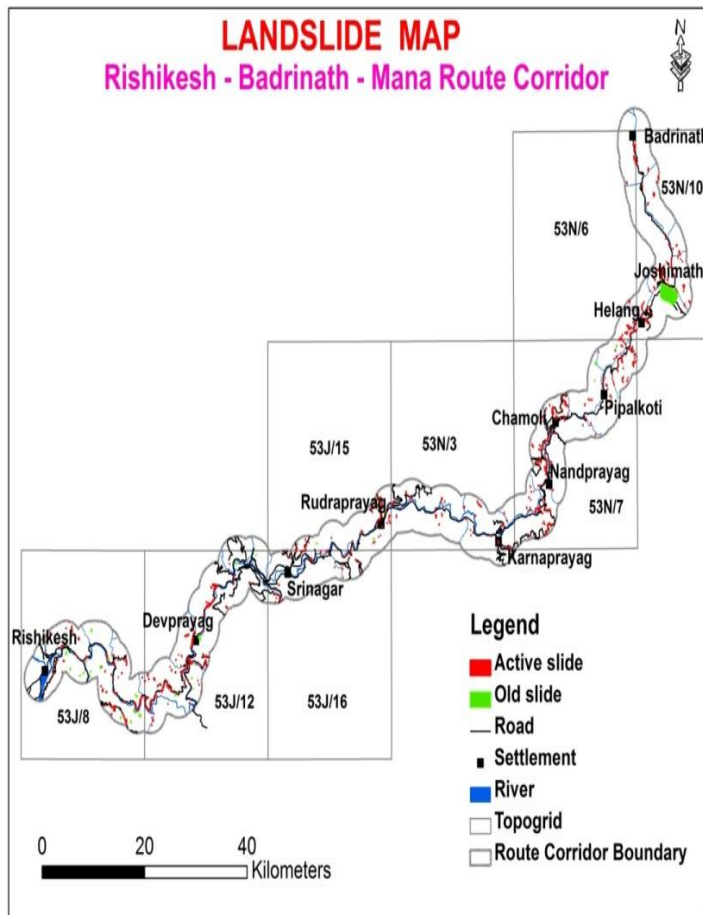 LANDSLIDE MAP
Rishikesh - Badrinath - Mana Route Corridor
N
Badrinath
53N/10
53N/6
Joshimath
Helang
Pipalkoti
Chamoli
53J/15
53N/3
Nandprayag
53N/7
Rudraprayag
Karnaprayag
Srinagar
Devprayag
Rishikesh
53J/8
53J/12
53J/16
Legend
Active slide
Old slide
Road
Settlement
River
Topogrid
Route Corridor Boundary
0 20 40
Kilometers